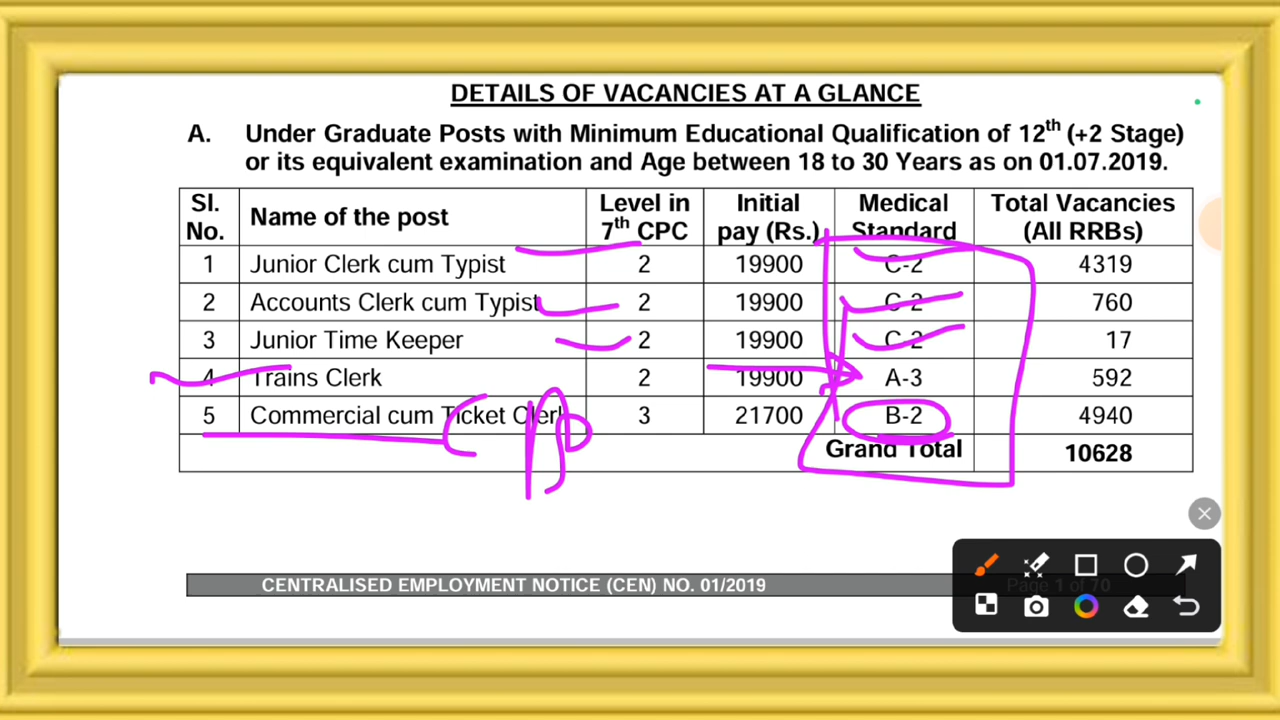 DETAILS OF VACANCIES AT A GLANCE
A. Under Graduate Posts with Minimum Educational Qualification of 12th (+2 Stage)
or its equivalent examination and Age between 18 to 30 Years as on 01.07.2019.
Sl. No. Name of the post Level in 7th CPC Initial pay (Rs.) Medical Standard Total Vacancies (All RRBs)
1 Junior Clerk cum Typist 2 19900 C-2 4319
2 Accounts Clerk cum Typist 2 19900 C-2 760
3 Junior Time Keeper 2 19900 C-2 17
4 Trains Clerk 2 19900 A-3 592
5 Commercial cum Ticket Clerk 3 21700 B-2 4940
Grand Total 10628
CENTRALISED EMPLOYMENT NOTICE (CEN) NO. 01/2019 Page 1 of 70